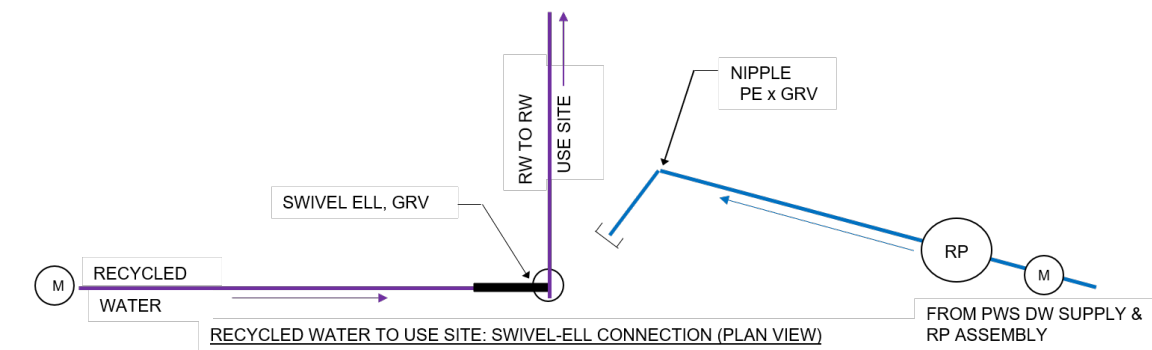 NIPPLE
PE x GRV
RW TO RW
USE SITE
SWIVEL ELL, GRV
RP
M
RECYCLED
M
WATER
FROM PWS DW SUPPLY &
RP ASSEMBLY
RECYCLED WATER TO USE SITE: SWIVEL-ELL CONNECTION (PLAN VIEW)